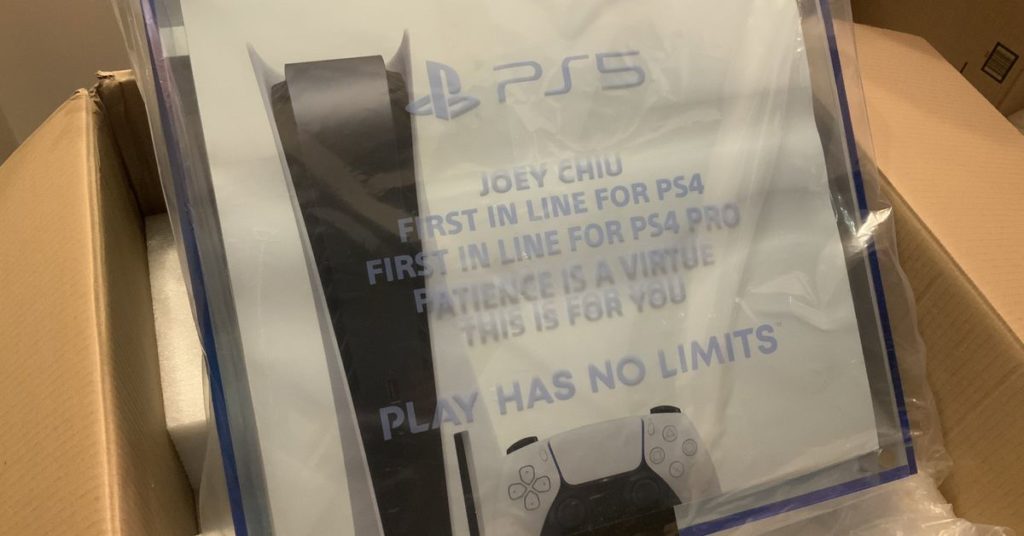 PS5
JOEY CHIU
FIRST IN LINE FOR PS4
FIRST IN LINE FOR PS4 PRO
PATIENCE IS A VIRTUE
THIS IS FOR YOU
PLAY HAS NO LIMITS™